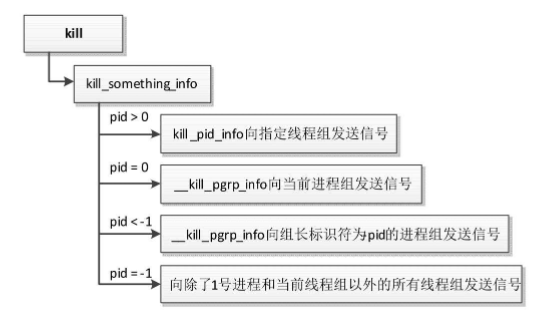 kill
kill_something_info
pid > 0
kill_pid_info向指定线程组发送信号
pid = 0
__kill_pgrp_info向当前进程组发送信号
pid < -1
__kill_pgrp_info向组长标识符为pid的进程组发送信号
pid = -1
向除了1号进程和当前线程组以外的所有线程组发送信号